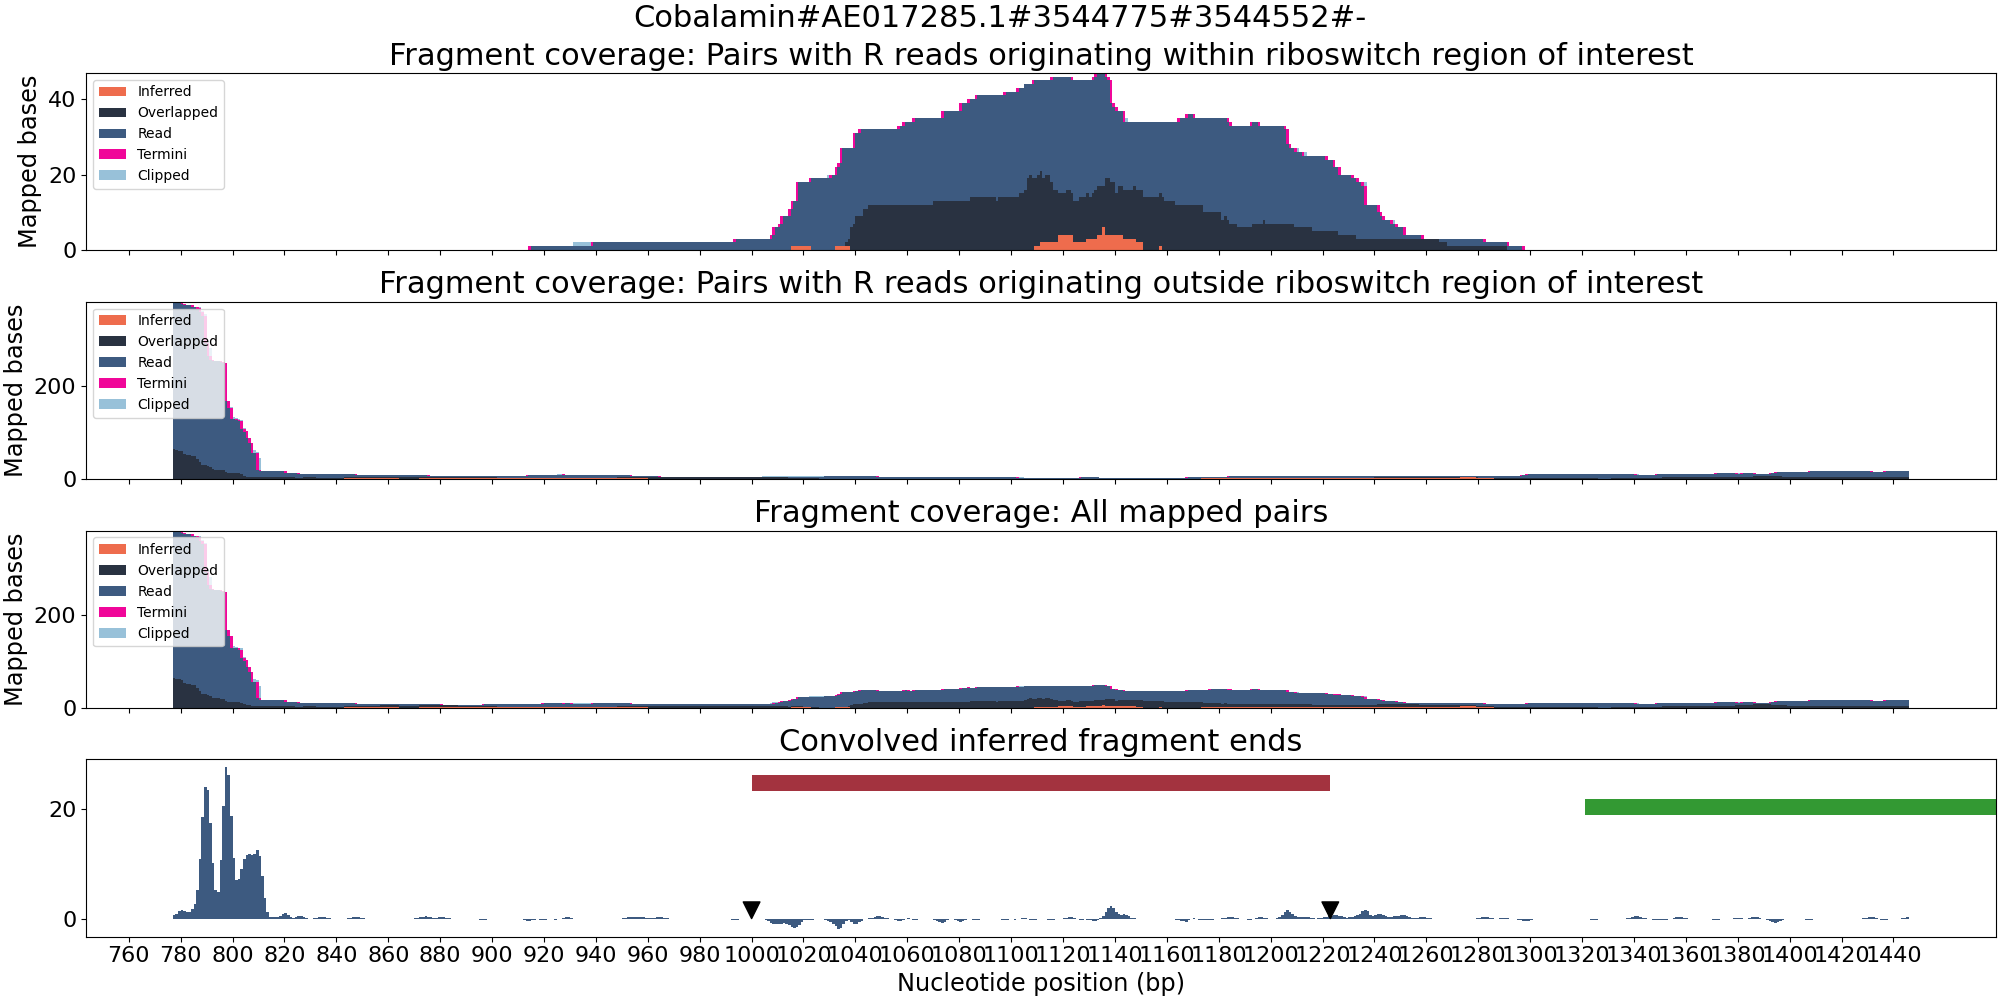 Cobalamin#AE017285.1#3544775#3544552#-
Fragment coverage: Pairs with R reads originating within riboswitch region of interest
Mapped bases
40
20
0
Inferred
Overlapped
Read
Termini
Clipped
Fragment coverage: Pairs with R reads originating outside riboswitch region of interest
Mapped bases
200
0
Inferred
Overlapped
Read
Termini
Clipped
Fragment coverage: All mapped pairs
Mapped bases
200
0
Inferred
Overlapped
Read
Termini
Clipped
Convolved inferred fragment ends
20
0
760 780 800 820 840 860 880 900 920 940 960 980 1000 1020 1040 1060 1080 1100 1120 1140 1160 1180 1200 1220 1240 1260 1280 1300 1320 1340 1360 1380 1400 1420 1440
Nucleotide position (bp)